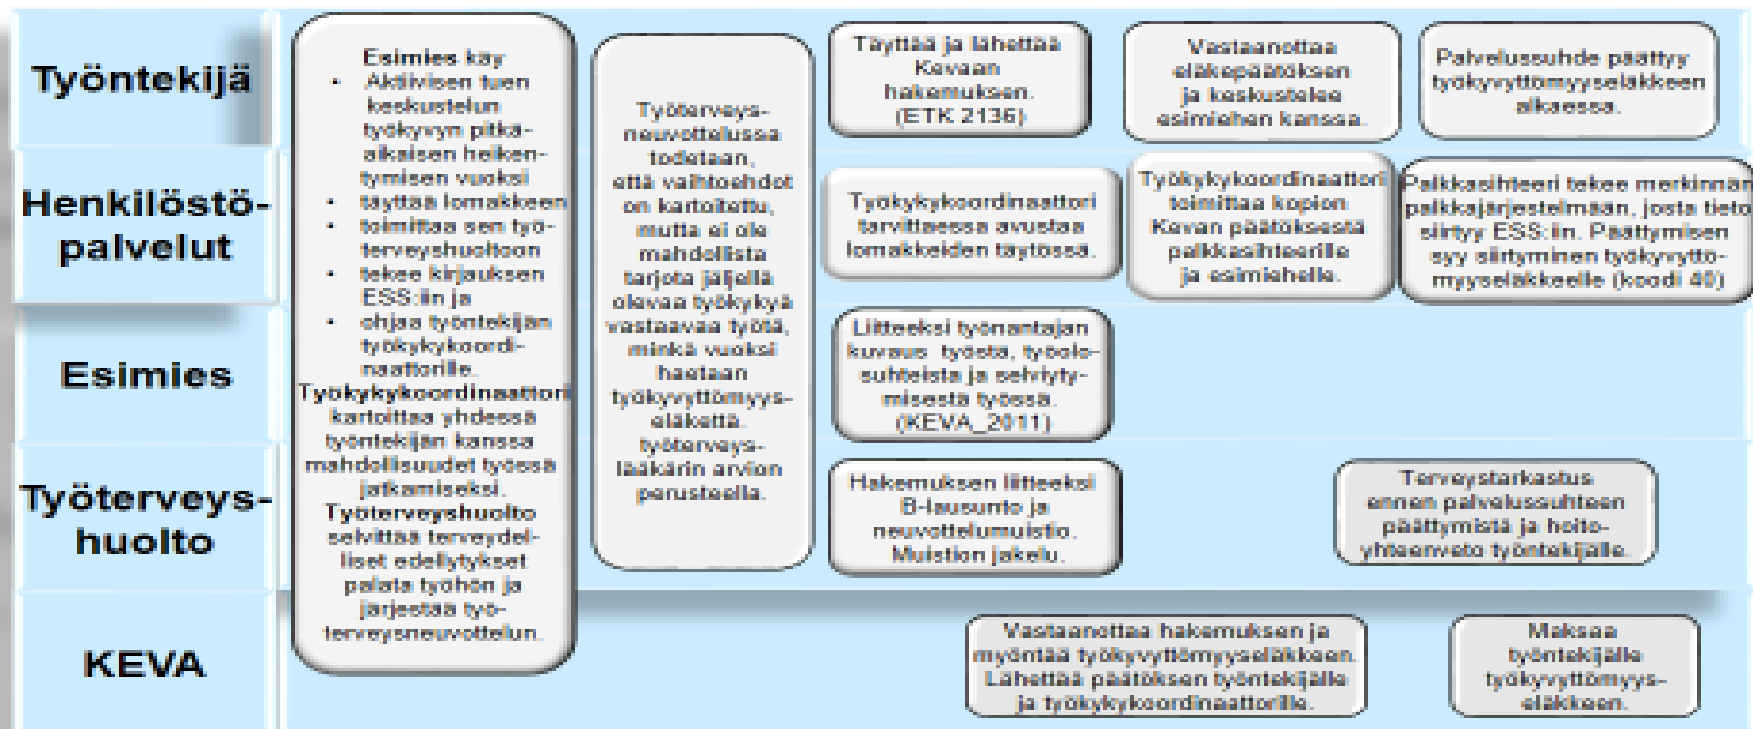 Työntekijä
Henkilöstö-
palvelut
Esimies
Työterveys-
huolto
KEVA
Esimies käy
• Aktiivisen tuen
keskustelun
työkyvyn pitkä-
aikaisen heiken-
tymisen vuoksi
• täyttää lomakkeen
• toimittaa sen työ-
terveyshuoltoon
• tekee kirjauksen
ESS:iin ja
• ohjaa työntekijän
työkykykoordi-
naattorille.
Työkykykoordinaattori
kartoittaa yhdessä
työntekijän kanssa
mahdollisuudet työssä
jatkamiseksi.
Työterveyshuolto
selvittää terveydel-
liset edellytykset
palata työhön ja
järjestää työ-
terveysneuvottelun.
Työterveys-
neuvottelussa
todetaan,
että vaihtoehdot
on kartoitettu,
mutta ei ole
mahdollista
tarjota jäljellä
olevaa työkykyä
vastaavaa työtä,
minkä vuoksi
haetaan
työkyvyttömyys-
eläkettä.
työterveys-
lääkärin arvion
perusteella.
Täyttää ja lähettää
Kevaan
hakemuksen.
(ETK 2136)
Vastaanottaa
eläkepäätöksen
ja keskustelee
esimiehen kanssa.
Palvelussuhde päättyy
työkyvyttömyyseläkkeen
alkaessa.
Työkykykoordinaattori
tarvittaessa avustaa
lomakkeiden täytössä.
Työkykykoordinaattori
toimittaa kopion
Kevan päätöksestä
palkkasihteerille
ja esimiehelle.
Palkkasihteeri tekee merkinnän
palkkajärjestelmään, josta tieto
siirtyy ESS:iin. Päättymisen
syy siirtyminen työkyvyttö-
myyseläkkeelle (koodi 40)
Liitteeksi työnantajan
kuvaus työstä, työolo-
suhteista ja selviyty-
misestä työssä.
(KEVA_2011)
Hakemuksen liitteeksi
B-lausunto ja
neuvottelumuistio.
Muistion jakelu.
Terveystarkastus
ennen palvelussuhteen
päättymistä ja hoito-
yhteenveto työntekijälle.
Vastaanottaa hakemuksen ja
myöntää työkyvyttömyyseläkkeen.
Lähettää päätöksen työntekijälle
ja työkykykoordinaattorille.
Maksaa
työntekijälle
työkyvyttömyys-
eläkkeen.